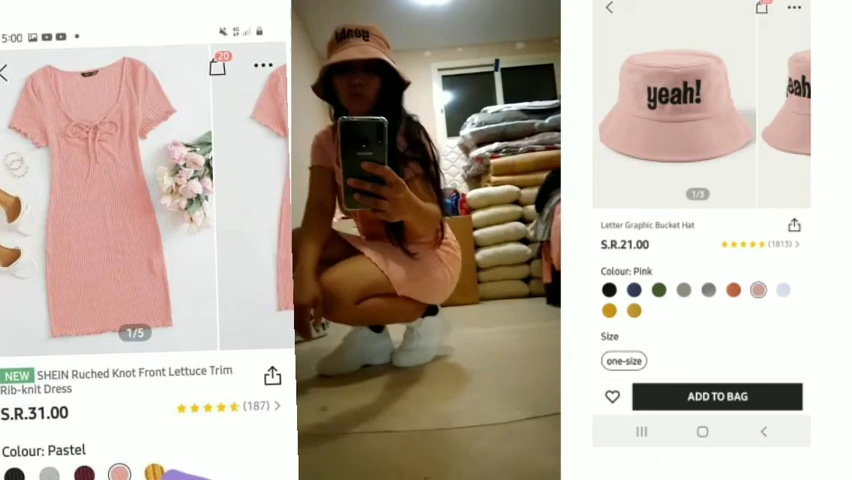 5:00
20
1/5
NEW SHEIN Ruched Knot Front Lettuce Trim
Rib-knit Dress
S.R.31.00
(187)
Colour: Pastel
yeah!
SAMSUNG
yeah!
1/3
Letter Graphic Bucket Hat
S.R.21.00
(1813)
Colour: Pink
Size
one-size
ADD TO BAG